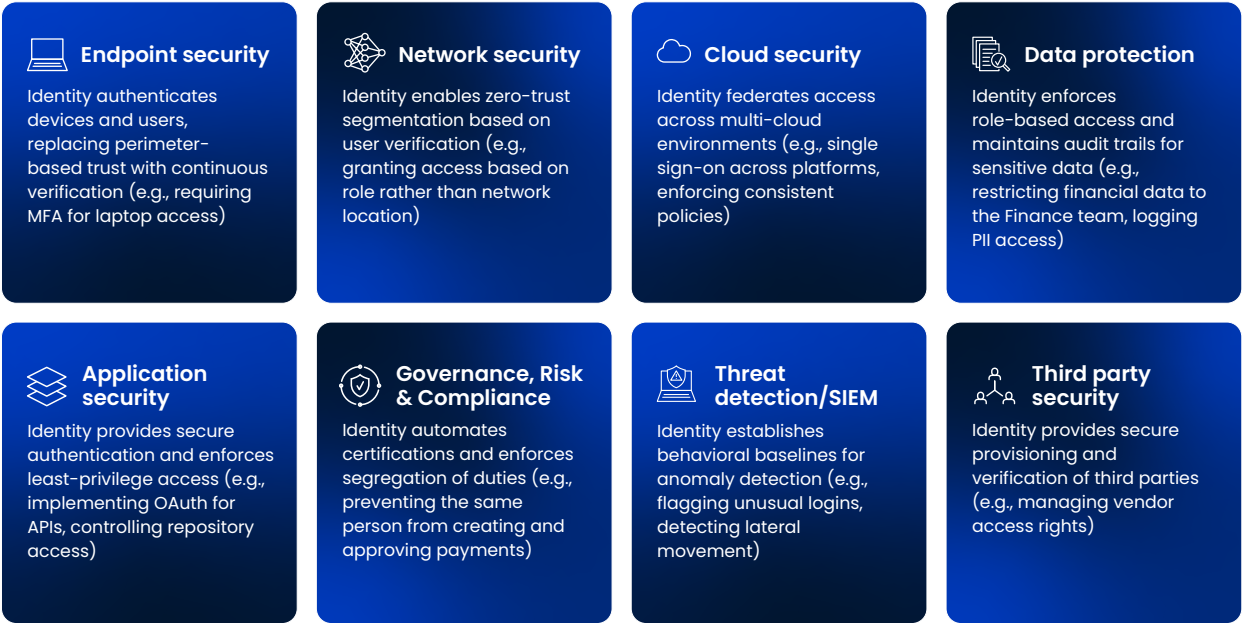 Endpoint security
Identity authenticates
devices and users,
replacing perimeter-
based trust with continuous
verification (e.g., requiring
MFA for laptop access)
Network security
Identity enables zero-trust
segmentation based on
user verification (e.g.,
granting access based on
role rather than network
location)
Cloud security
Identity federates access
across multi-cloud
environments (e.g., single
sign-on across platforms,
enforcing consistent
policies)
Data protection
Identity enforces
role-based access and
maintains audit trails for
sensitive data (e.g.,
restricting financial data to
the Finance team, logging
PII access)
Application
security
Identity provides secure
authentication and enforces
least-privilege access (e.g.,
implementing OAuth for
APIs, controlling repository
access)
Governance, Risk
& Compliance
Identity automates
certifications and enforces
segregation of duties (e.g.,
preventing the same
person from creating and
approving payments)
Threat
detection/SIEM
Identity establishes
behavioral baselines for
anomaly detection (e.g.,
flagging unusual logins,
detecting lateral
movement)
Third party
security
Identity provides secure
provisioning and
verification of third parties
(e.g., managing vendor
access rights)